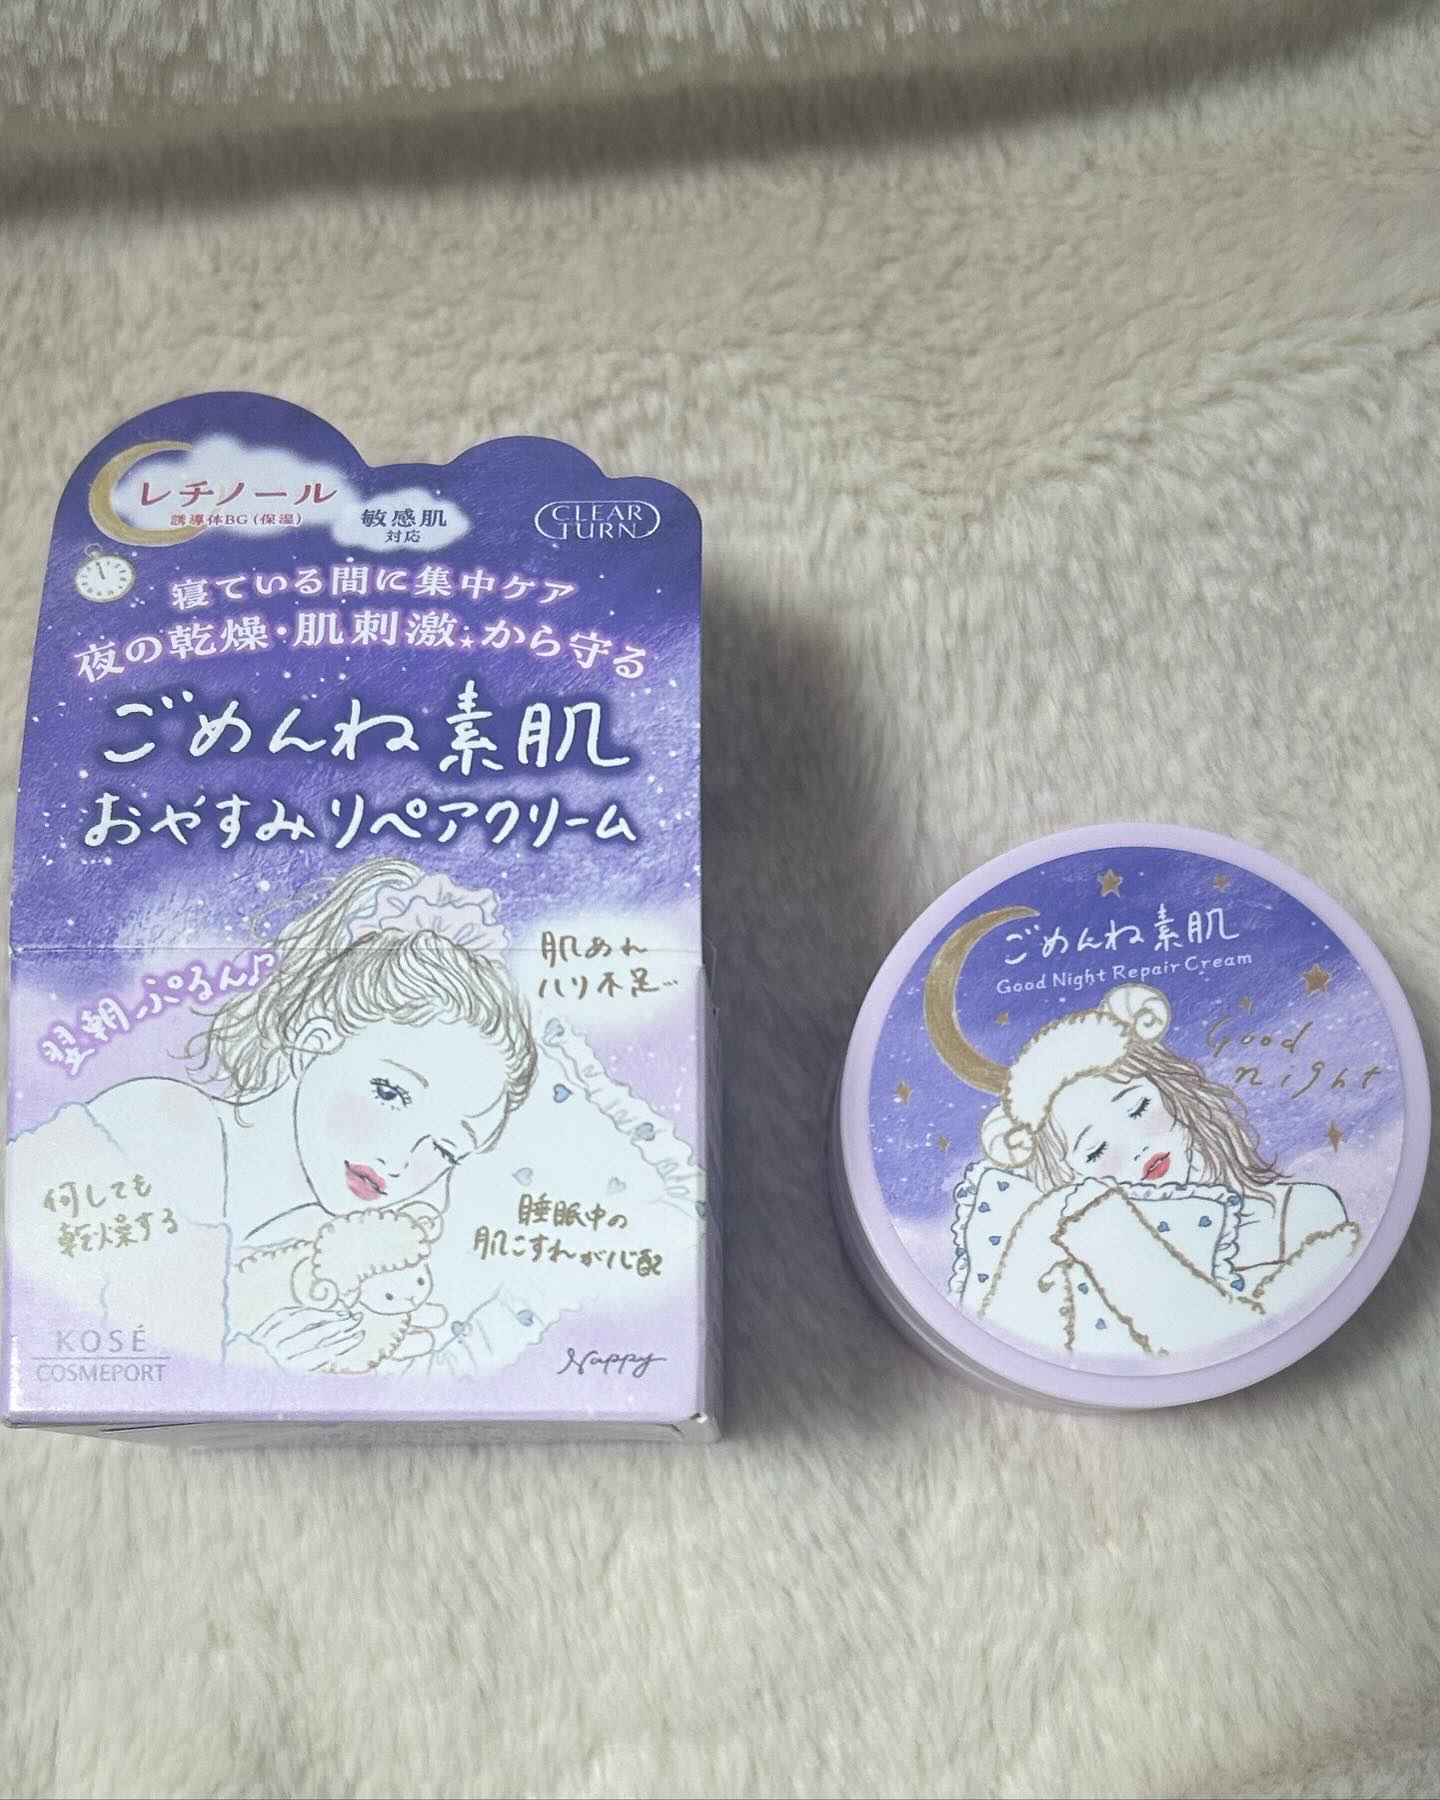 レチノール
誘導体BG(保湿)
敏感肌
対応
CLEAR
TURN
寝ている間に集中ケア
夜の乾燥・肌刺激★から守る
ごめんね素肌
おやすみリペアクリーム
翌朝ぷるん♪
肌あれ
ハリ不足…
何しても
乾燥する
睡眠中の
肌こすれが心配
KOSÉ
COSMEPORT
Nappy
ごめんね素肌
Good Night Repair Cream
Good
night